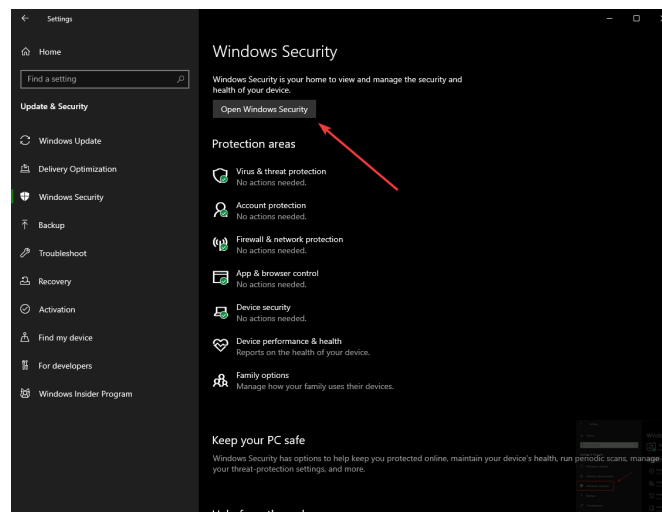 Settings
Home
Find a setting
Update & Security
Windows Update
Delivery Optimization
Windows Security
Backup
Troubleshoot
Recovery
Activation
Find my device
For developers
Windows Insider Program
Windows Security
Windows Security is your home to view and manage the security and
health of your device.
Open Windows Security
Protection areas
Virus & threat protection
No actions needed.
Account protection
No actions needed.
Firewall & network protection
No actions needed.
App & browser control
No actions needed.
Device security
No actions needed.
Device performance & health
Reports on the health of your device.
Family options
Manage how your family uses their devices.
Keep your PC safe
Windows Security has options to help keep you protected online, maintain your device's health, run periodic scans, manage
your threat-protection settings, and more.